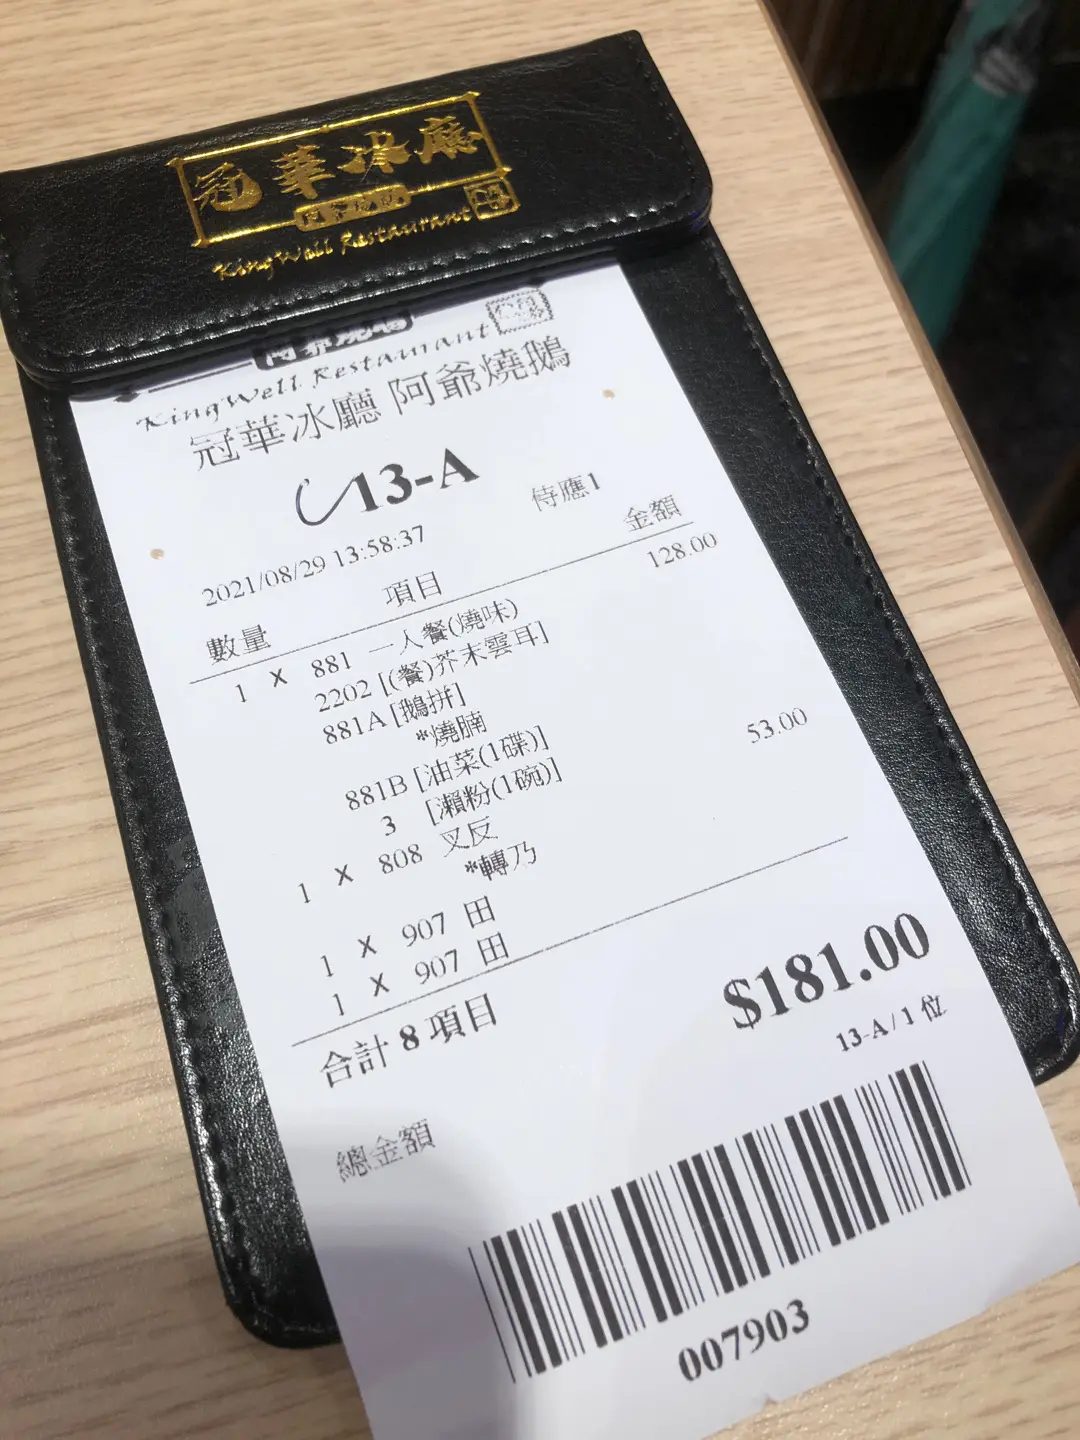 冠華冰廳
KingWell Restaurant
KingWell Restaurant
冠華冰廳 阿爺燒鵝
13-A
侍應1
2021/08/29 13:58:37
數量 項目 金額
1 X 881 一人餐(燒味) 128.00
2202 [(餐)芥末雲耳]
881A [鵝拼]
*燒腩
881B [油菜(1碟)]
3 [瀨粉(1碗)]
1 X 808 叉反 53.00
*轉乃
1 X 907 田
1 X 907 田
合計 8 項目
$181.00
13-A / 1 位
總金額
007903